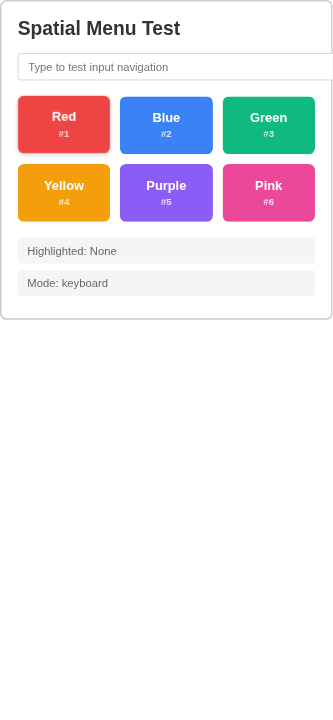 Spatial Menu Test
Type to test input navigation
Red
#1
Blue
#2
Green
#3
Yellow
#4
Purple
#5
Pink
#6
Highlighted: None
Mode: keyboard